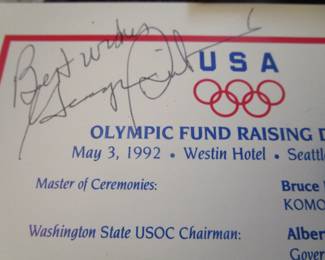 Best wishes
USA
OLYMPIC FUND RAISING D
May 3, 1992 • Westin Hotel • Seattl
Master of Ceremonies:
Bruce
KOMO
Washington State USOC Chairman:
Alber
Gover